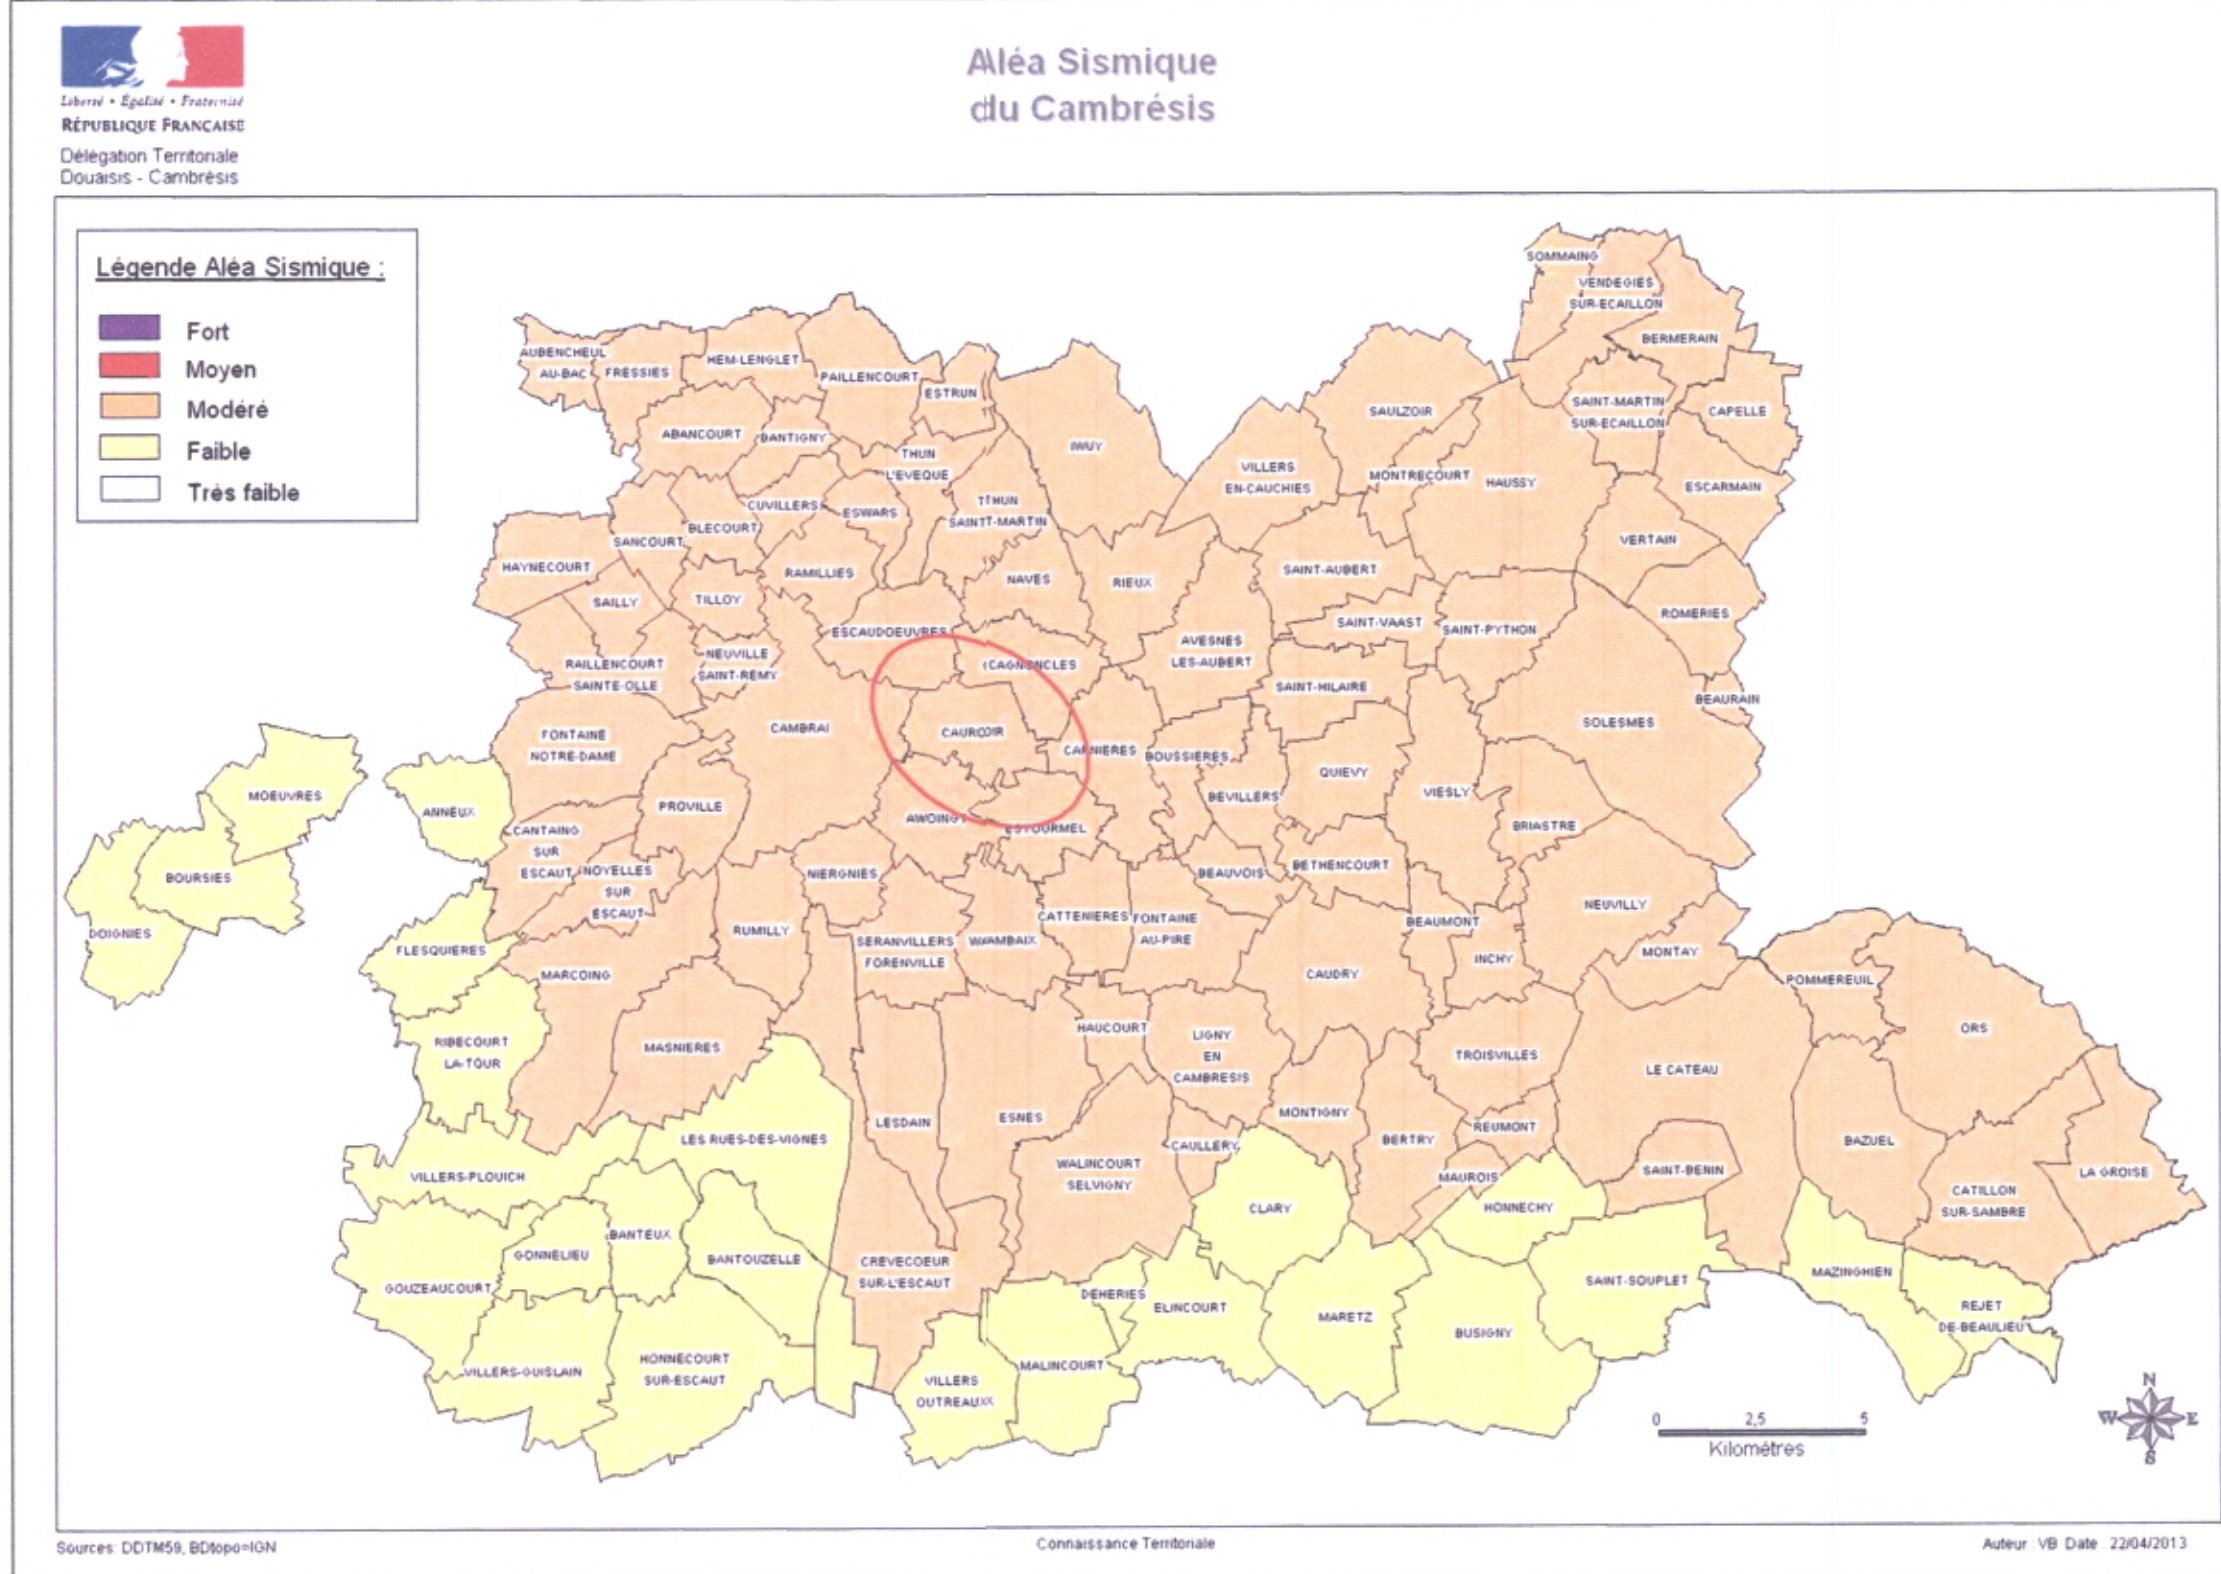 Aléa Sismique
du Cambrésis
Liberté • Égalité • Fraternité
RÉPUBLIQUE FRANÇAISE
Délégation Territoriale
Douaisis - Cambrésis
Légende Aléa Sismique :
Fort
Moyen
Modéré
Faible
Très faible
SOMMAING
VENDEGIES
SUR-ECAILLON
BERMERAIN
AUBENCHEUL
AU-BAC
FRESSIES
HEM-LENGLET
PAILLENCOURT
ESTRUN
ABANCOURT
BANTIGNY
THUN
L'EVEQUE
IWUY
SAULZOIR
SAINT-MARTIN
SUR-ECAILLON
CAPELLE
VILLERS
EN-CAUCHIES
MONTRECOURT
HAUSSY
ESCARMAIN
CUVILLERS
ESWARS
THUN
SAINT-MARTIN
BLECOURT
SANCOURT
VERTAIN
HAYNECOURT
RAMILLIES
NAVES
RIEUX
SAINT-AUBERT
SAILLY
TILLOY
ROMERIES
ESCAUDOEUVRES
SAINT-VAAST
SAINT-PYTHON
AVESNES
LES-AUBERT
RAILLENCOURT
SAINTE-OLLE
NEUVILLE
SAINT-REMY
CAGNONCLES
SAINT-HILAIRE
BEAURAIN
SOLESMES
FONTAINE
NOTRE-DAME
CAMBRAI
CAUROIR
CARNIERES
BOUSSIERES
QUIEVY
VIESLY
MOEUVRES
ANNEUX
PROVILLE
BEVILLERS
BRIASTRE
AWOINGT
ESTOURMEL
CANTAING
SUR
ESCAUT
NOYELLES
SUR
ESCAUT
NIERGNIES
BEAUVOIS
BETHENCOURT
BOURSIES
DOIGNIES
NEUVILLY
FLESQUIERES
RUMILLY
SERANVILLERS
FORENVILLE
WAMBAIX
CATTENIERES
FONTAINE
AU-PIRE
BEAUMONT
INCHY
MONTAY
MARCOING
CAUDRY
POMMEREUIL
ORS
RIBECOURT
LA-TOUR
MASNIERES
HAUCOURT
LIGNY
EN
CAMBRESIS
TROISVILLES
LE CATEAU
LESDAIN
ESNES
MONTIGNY
BERTRY
REUMONT
BAZUEL
LES RUES-DES-VIGNES
CAULLERY
VILLERS-PLOUICH
WALINCOURT
SELVIGNY
MAUROIS
SAINT-BENIN
LA GROISE
CLARY
HONNECHY
CATILLON
SUR-SAMBRE
GONNELIEU
BANTEUX
BANTOUZELLE
CREVECOEUR
SUR-L'ESCAUT
GOUZEAUCOURT
DEHERIES
ELINCOURT
MARETZ
SAINT-SOUPLET
MAZINGHIEN
REJET
DE-BEAULIEU
BUSIGNY
VILLERS-GUISLAIN
HONNECOURT
SUR-ESCAUT
VILLERS
OUTREAUX
MALINCOURT
N
W
E
S
0 2,5 5
Kilométres
Sources: DDTM59, BDtopo=IGN
Connaissance Territoriale
Auteur : VB Date : 22/04/2013